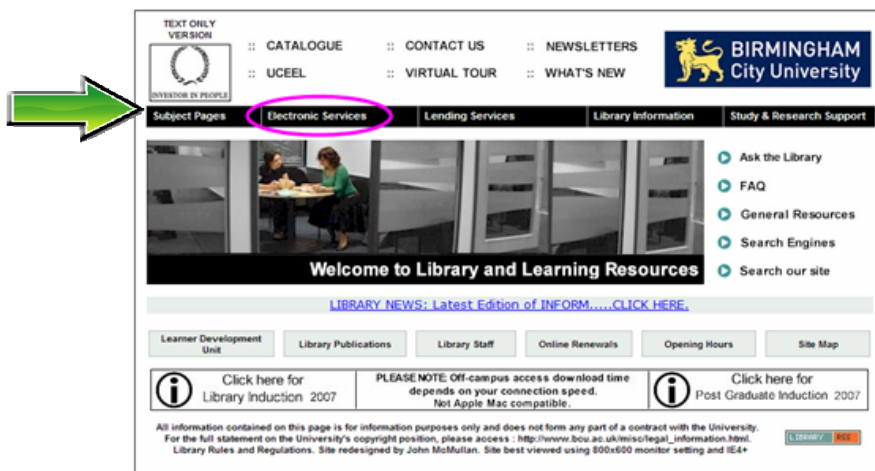 TEXT ONLY
VERSION
INVESTOR IN PEOPLE
:: CATALOGUE
:: CONTACT US
:: NEWSLETTERS
:: UCEEL
:: VIRTUAL TOUR
:: WHAT'S NEW
BIRMINGHAM
City University
Subject Pages
Electronic Services
Lending Services
Library Information
Study & Research Support
Ask the Library
FAQ
General Resources
Search Engines
Search our site
Welcome to Library and Learning Resources
LIBRARY NEWS: Latest Edition of INFORM.....CLICK HERE.
Learner Development
Unit
Library Publications
Library Staff
Online Renewals
Opening Hours
Site Map
Click here for
Library Induction 2007
PLEASE NOTE: Off-campus access download time
depends on your connection speed.
Not Apple Mac compatible.
Click here for
Post Graduate Induction 2007
All information contained on this page is for information purposes only and does not form any part of a contract with the University.
For the full statement on the University's copyright position, please access : http://www.bcu.ac.uk/misc/legal_information.html.
Library Rules and Regulations. Site redesigned by John McMullan. Site best viewed using 800x600 monitor setting and IE4+
LIBRARY RSS